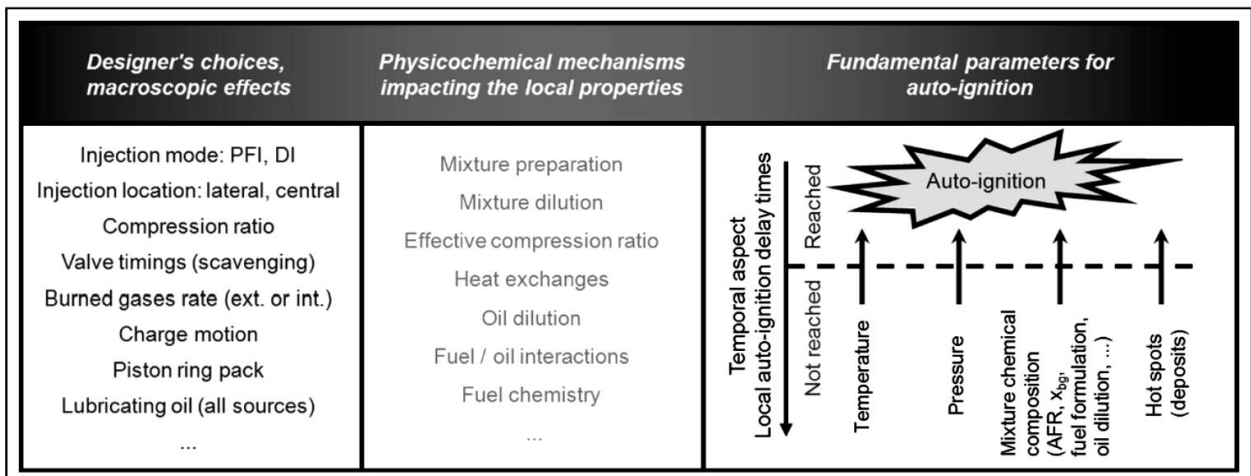 Designer's choices,
macroscopic effects
Physicochemical mechanisms
impacting the local properties
Fundamental parameters for
auto-ignition
Injection mode: PFI, DI
Injection location: lateral, central
Compression ratio
Valve timings (scavenging)
Burned gases rate (ext. or int.)
Charge motion
Piston ring pack
Lubricating oil (all sources)
...
Mixture preparation
Mixture dilution
Effective compression ratio
Heat exchanges
Oil dilution
Fuel / oil interactions
Fuel chemistry
...
Temporal aspect
Local auto-ignition delay times
Reached
Not reached
Auto-ignition
Temperature
Pressure
Mixture chemical
composition
(AFR, xbg,
fuel formulation,
oil dilution, ...)
Hot spots
(deposits)